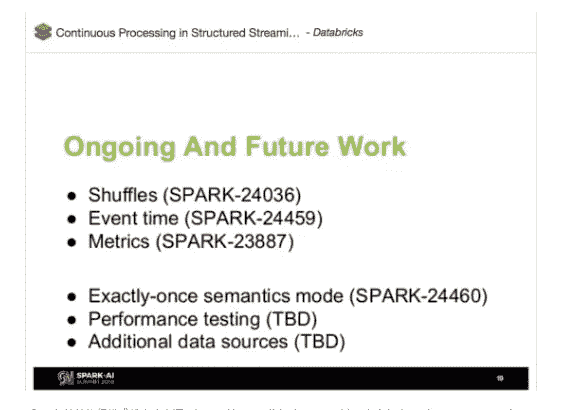 Continuous Processing in Structured Streami... - Databricks
Ongoing And Future Work
• Shuffles (SPARK-24036)
• Event time (SPARK-24459)
• Metrics (SPARK-23887)
• Exactly-once semantics mode (SPARK-24460)
• Performance testing (TBD)
• Additional data sources (TBD)
SPARK+AI
SUMMIT 2018
19